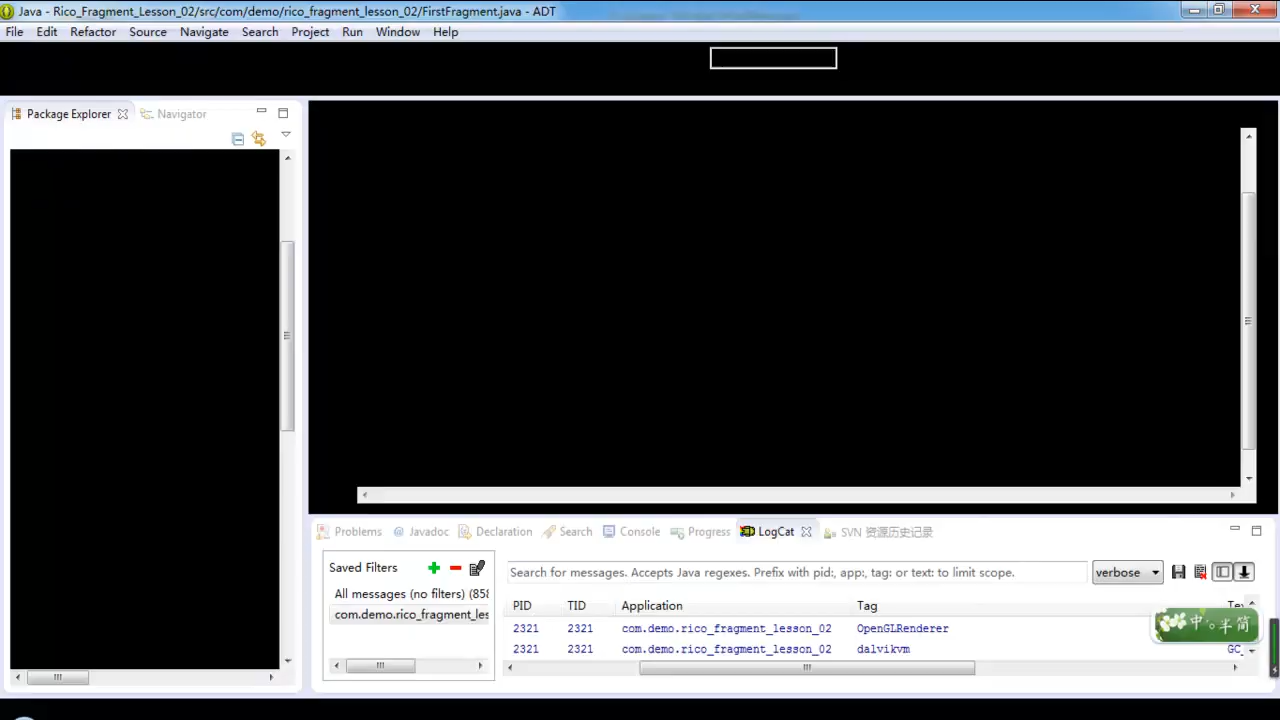 Java - Rico_Fragment_Lesson_02/src/com/demo/rico_fragment_lesson_02/FirstFragment.java - ADT
File Edit Refactor Source Navigate Search Project Run Window Help
Package Explorer Navigator
Problems @ Javadoc Declaration Search Console Progress LogCat SVN 资源历史记录
Saved Filters
All messages (no filters) (858
com.demo.rico_fragment_les
Search for messages. Accepts Java regexes. Prefix with pid:, app:, tag: or text: to limit scope. verbose
PID TID Application Tag
2321 2321 com.demo.rico_fragment_lesson_02 OpenGLRenderer
2321 2321 com.demo.rico_fragment_lesson_02 dalvikvm GC_
中 半 简